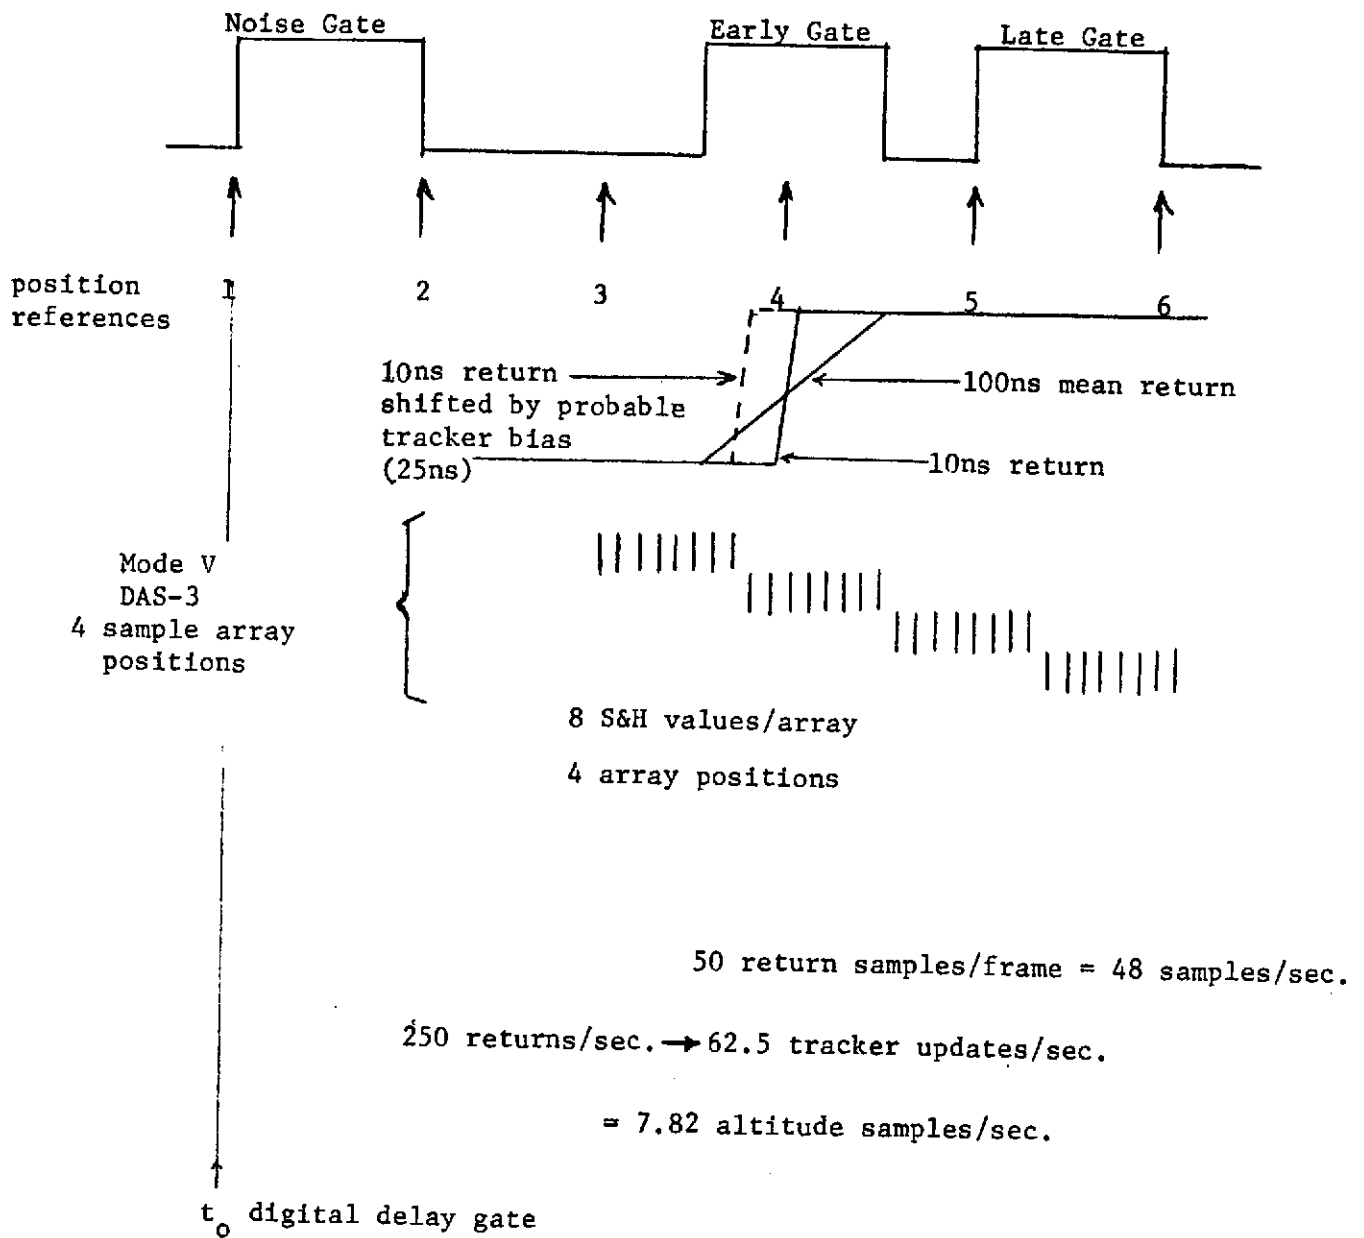 Noise Gate
Early Gate
Late Gate
position
references
1
2
3
4
5
6
10ns return
shifted by probable
tracker bias
(25ns)
100ns mean return
10ns return
Mode V
DAS-3
4 sample array
positions
8 S&H values/array
4 array positions
50 return samples/frame = 48 samples/sec.
250 returns/sec. → 62.5 tracker updates/sec.
= 7.82 altitude samples/sec.
to digital delay gate